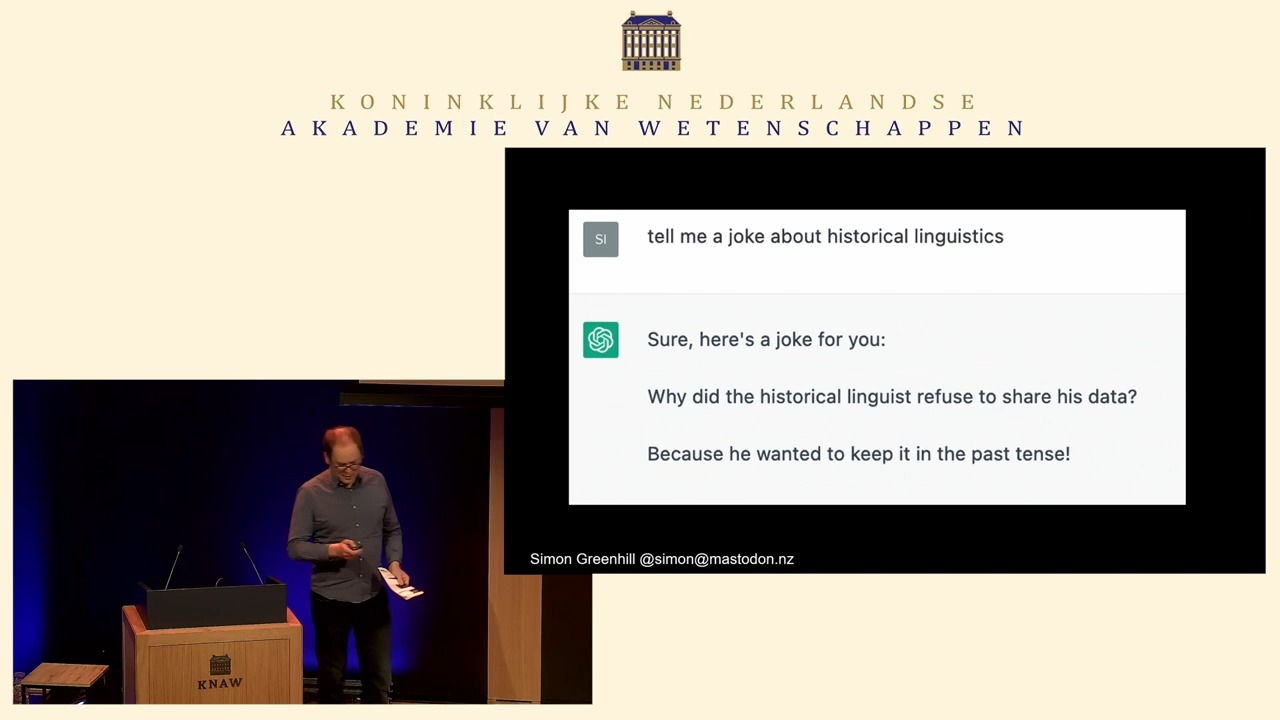 KONINKLIJKE NEDERLANDSE
AKADEMIE VAN WETENSCHAPPEN
SI
tell me a joke about historical linguistics
Sure, here's a joke for you:
Why did the historical linguist refuse to share his data?
Because he wanted to keep it in the past tense!
Simon Greenhill @simon@mastodon.nz
KNAW